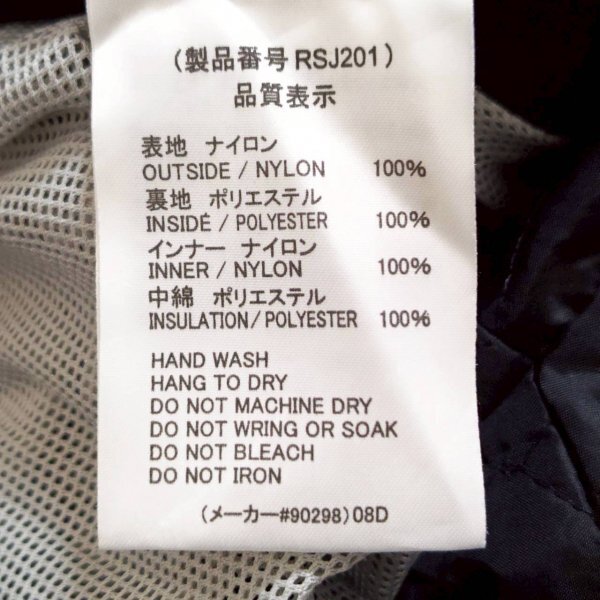 (製品番号 RSJ201)
品質表示
表地 ナイロン
OUTSIDE / NYLON 100%
裏地 ポリエステル
INSIDE / POLYESTER 100%
インナー ナイロン
INNER / NYLON 100%
中綿 ポリエステル
INSULATION/ POLYESTER 100%
HAND WASH
HANG TO DRY
DO NOT MACHINE DRY
DO NOT WRING OR SOAK
DO NOT BLEACH
DO NOT IRON
(メーカー#90298) 08D